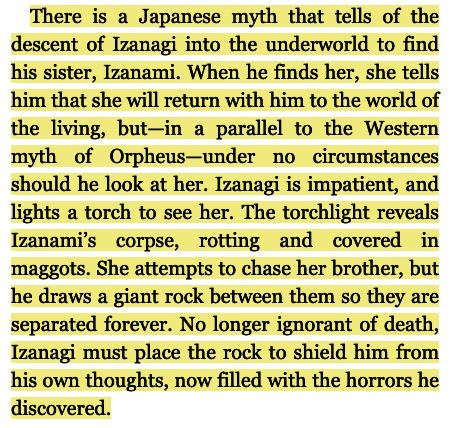 There is a Japanese myth that tells of the
descent of Izanagi into the underworld to find
his sister, Izanami. When he finds her, she tells
him that she will return with him to the world of
the living, but—in a parallel to the Western
myth of Orpheus—under no circumstances
should he look at her. Izanagi is impatient, and
lights a torch to see her. The torchlight reveals
Izanami’s corpse, rotting and covered in
maggots. She attempts to chase her brother, but
he draws a giant rock between them so they are
separated forever. No longer ignorant of death,
Izanagi must place the rock to shield him from
his own thoughts, now filled with the horrors he
discovered.